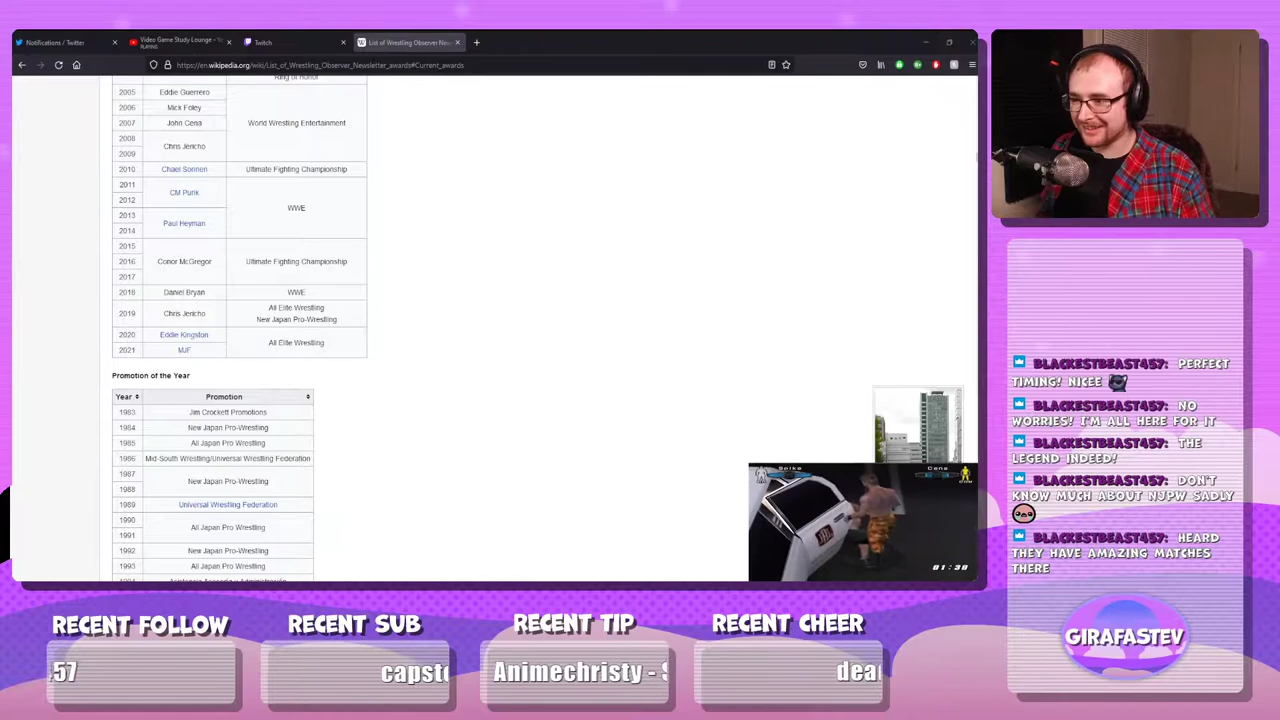 Notifications / Twitter
Video Game Study Lounge
PLAYING
Twitch
List of Wrestling Observer New
https://en.wikipedia.org/wiki/List_of_Wrestling_Observer_Newsletter_awards#Current_awards
Ring of Honor
2005 Eddie Guerrero
2006 Mick Foley
2007 John Cena World Wrestling Entertainment
2008
Chris Jericho
2009
2010 Chael Sonnen Ultimate Fighting Championship
2011
CM Punk
2012
WWE
2013
Paul Heyman
2014
2015
2016 Conor McGregor Ultimate Fighting Championship
2017
2018 Daniel Bryan WWE
2019 Chris Jericho All Elite Wrestling
New Japan Pro-Wrestling
2020 Eddie Kingston
All Elite Wrestling
2021 MJF
Promotion of the Year
Year Promotion
1983 Jim Crockett Promotions
1984 New Japan Pro-Wrestling
1985 All Japan Pro Wrestling
1986 Mid-South Wrestling/Universal Wrestling Federation
1987
New Japan Pro-Wrestling
1988
1989 Universal Wrestling Federation
1990
All Japan Pro Wrestling
1991
1992 New Japan Pro-Wrestling
1993 All Japan Pro Wrestling
Spike Cena
01:30
BLACKESTBEAST457: PERFECT
TIMING! NICEE
BLACKESTBEAST457: NO
WORRIES! I'M ALL HERE FOR IT
BLACKESTBEAST457: THE
LEGEND INDEED!
BLACKESTBEAST457: DON'T
KNOW MUCH ABOUT NJPW SADLY
BLACKESTBEAST457: HEARD
THEY HAVE AMAZING MATCHES
THERE
GIRAFASTEV
RECENT FOLLOW RECENT SUB RECENT TIP RECENT CHEER
57 capst Animechristy - dea